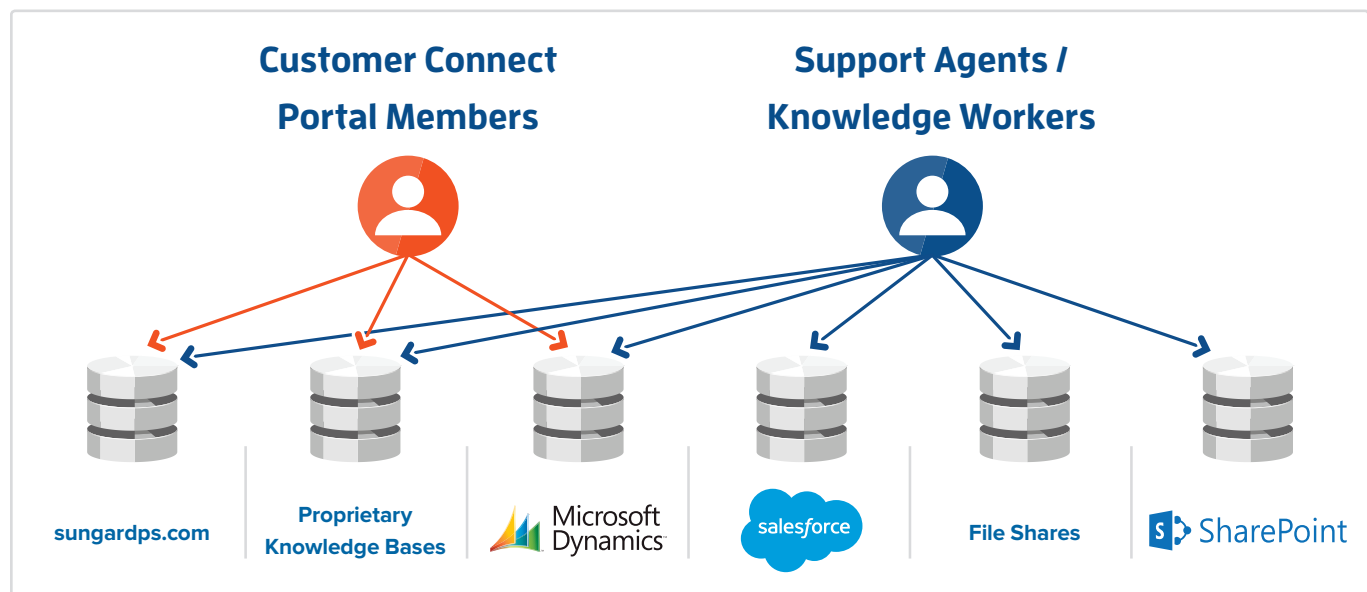 Customer Connect
Portal Members
Support Agents /
Knowledge Workers
sungardps.com
Proprietary
Knowledge Bases
Microsoft
Dynamics
salesforce
File Shares
S
SharePoint